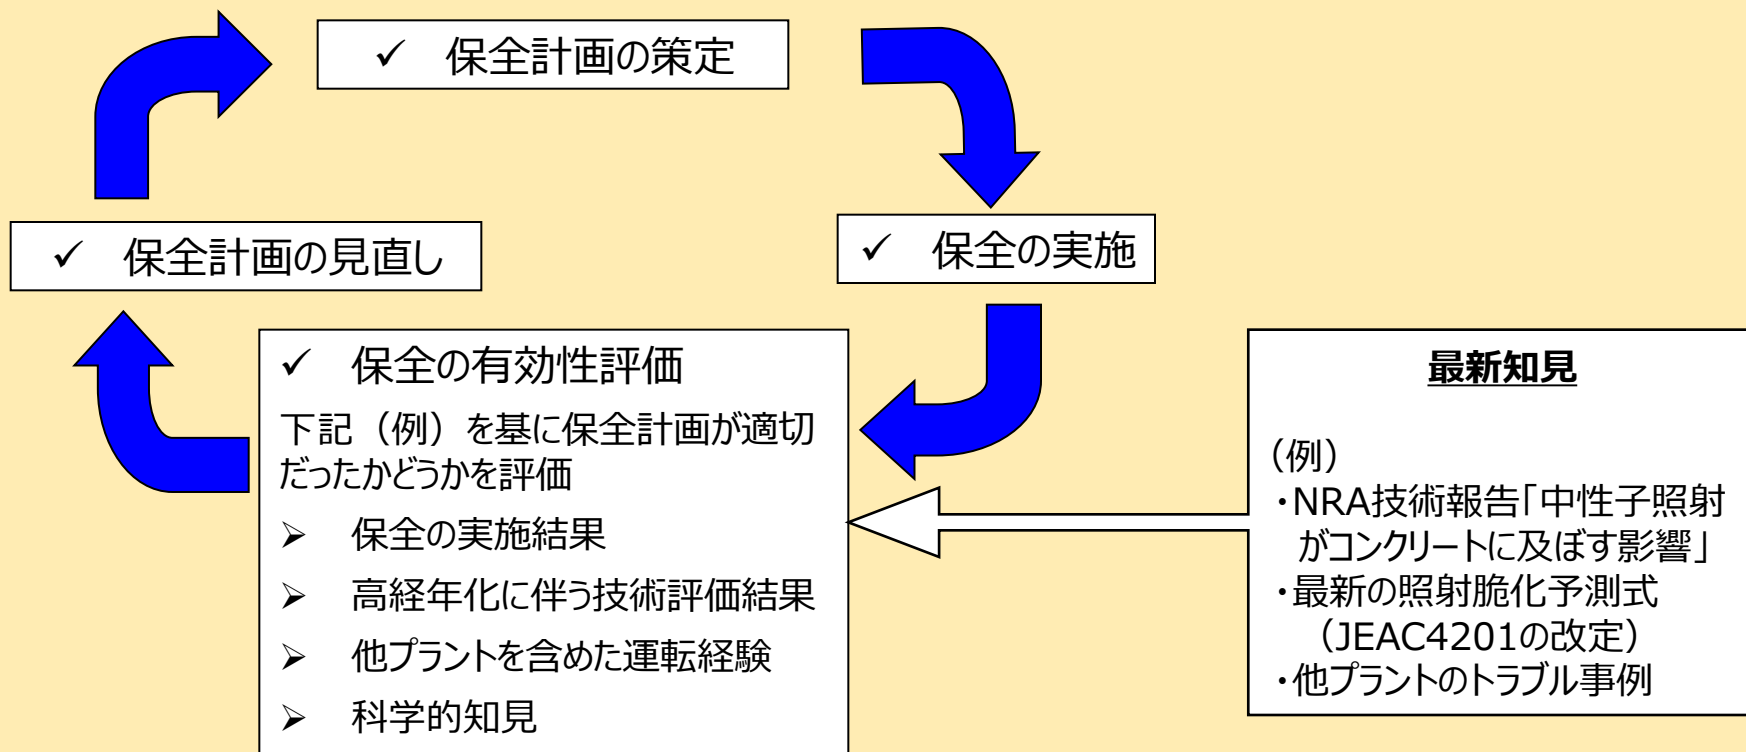 ✓ 保全計画の策定
✓ 保全計画の見直し
✓ 保全の実施
✓ 保全の有効性評価
下記（例）を基に保全計画が適切
だったかどうかを評価
➢ 保全の実施結果
➢ 高経年化に伴う技術評価結果
➢ 他プラントを含めた運転経験
➢ 科学的知見
最新知見
（例）
・NRA技術報告「中性子照射
がコンクリートに及ぼす影響」
・最新の照射脆化予測式
（JEAC4201の改定）
・他プラントのトラブル事例